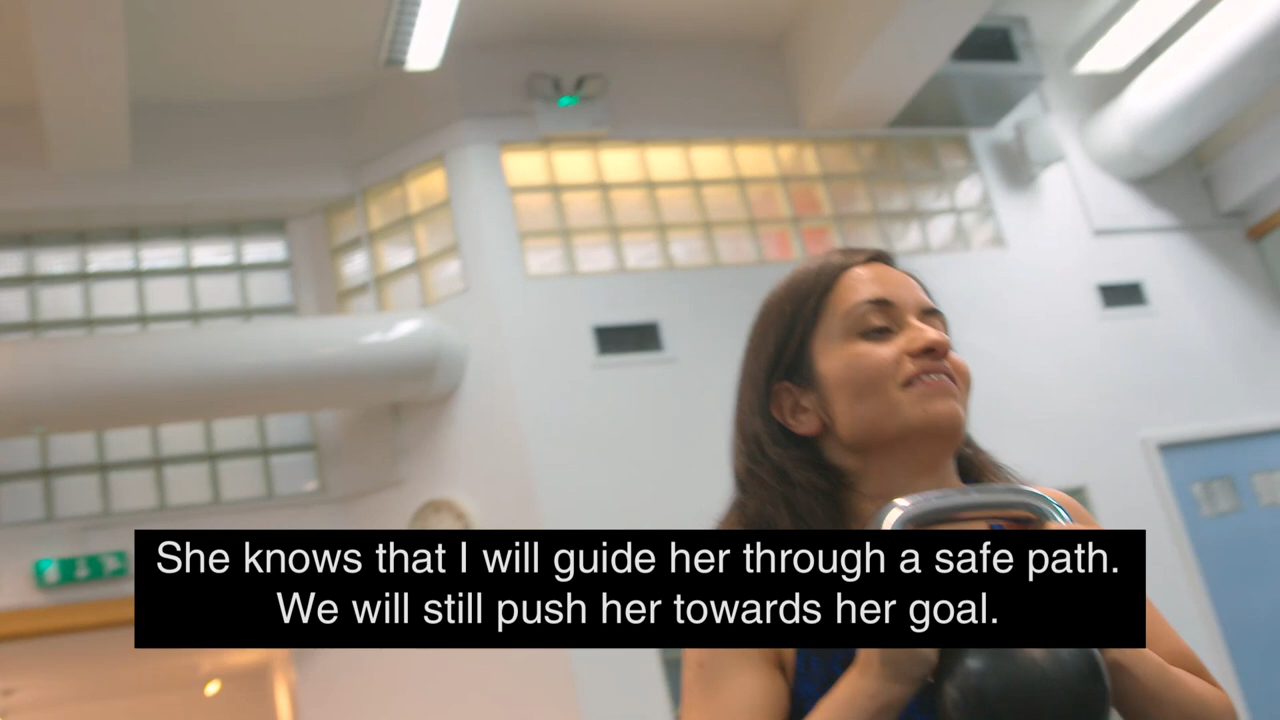 She knows that I will guide her through a safe path.
We will still push her towards her goal.